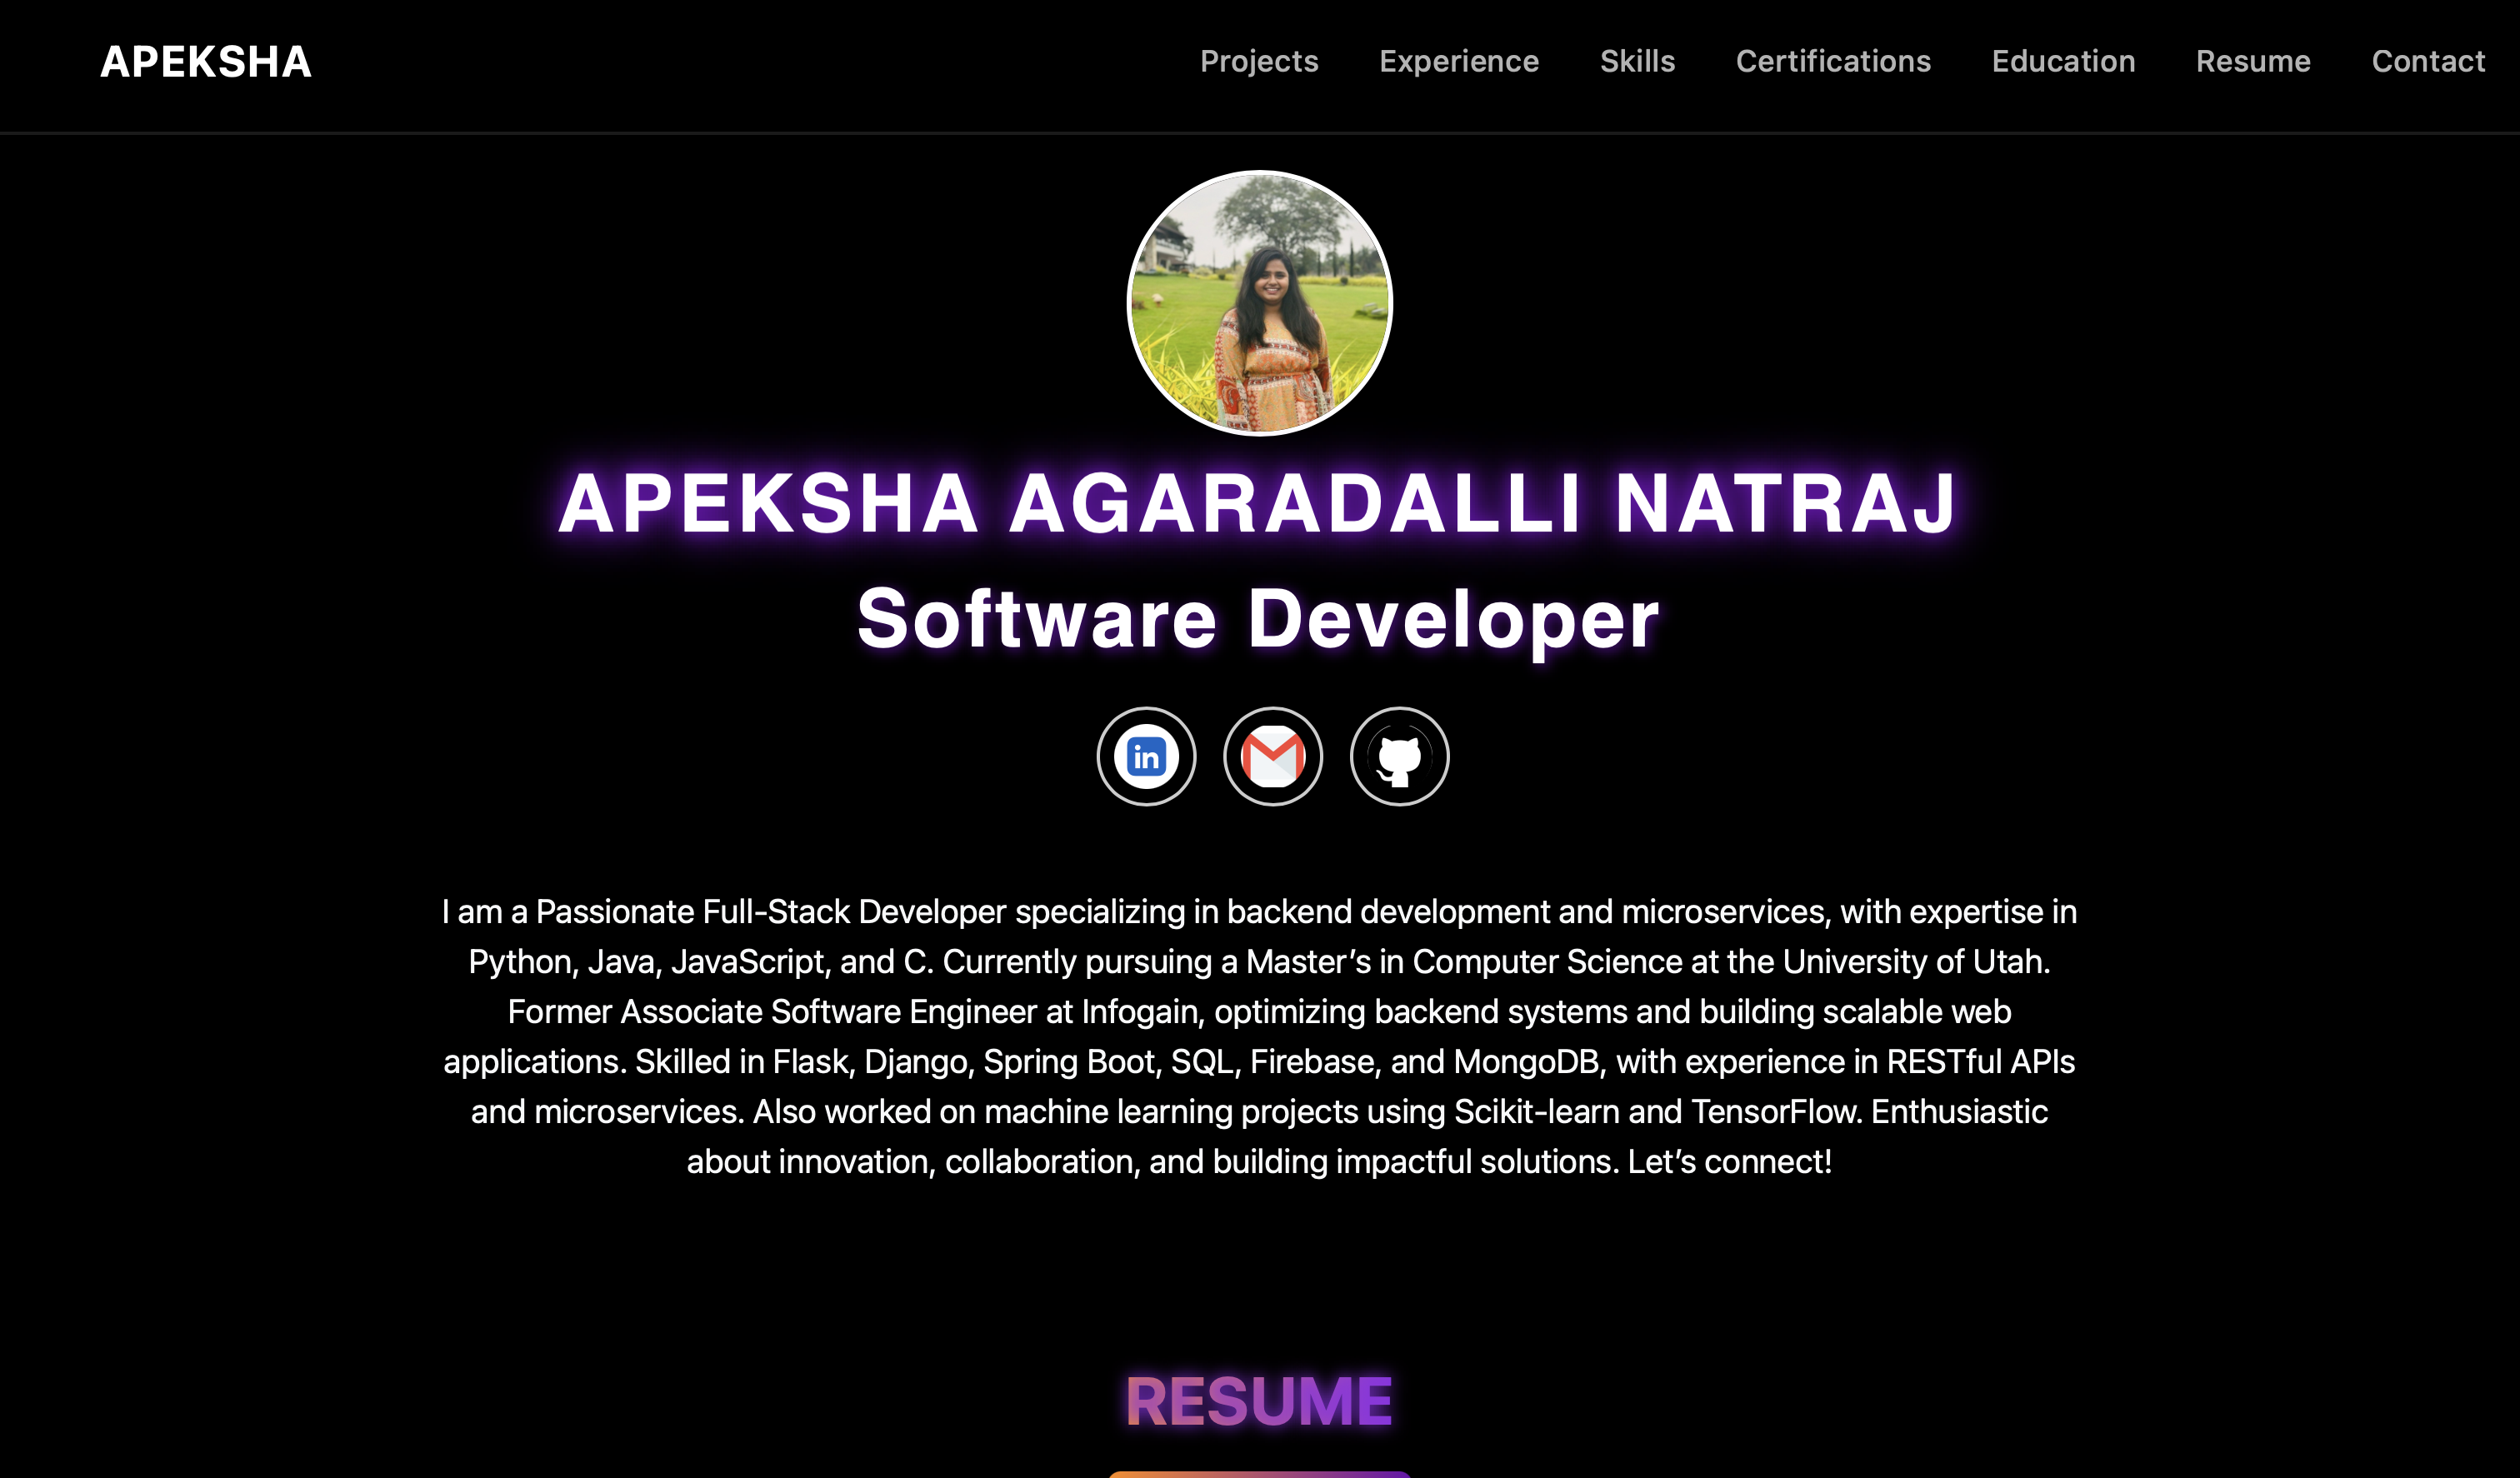 APEKSHA
Projects Experience Skills Certifications Education Resume Contact
APEKSHA AGARADALLI NATRAJ
Software Developer
in
I am a Passionate Full-Stack Developer specializing in backend development and microservices, with expertise in
Python, Java, JavaScript, and C. Currently pursuing a Master’s in Computer Science at the University of Utah.
Former Associate Software Engineer at Infogain, optimizing backend systems and building scalable web
applications. Skilled in Flask, Django, Spring Boot, SQL, Firebase, and MongoDB, with experience in RESTful APIs
and microservices. Also worked on machine learning projects using Scikit-learn and TensorFlow. Enthusiastic
about innovation, collaboration, and building impactful solutions. Let’s connect!
RESUME